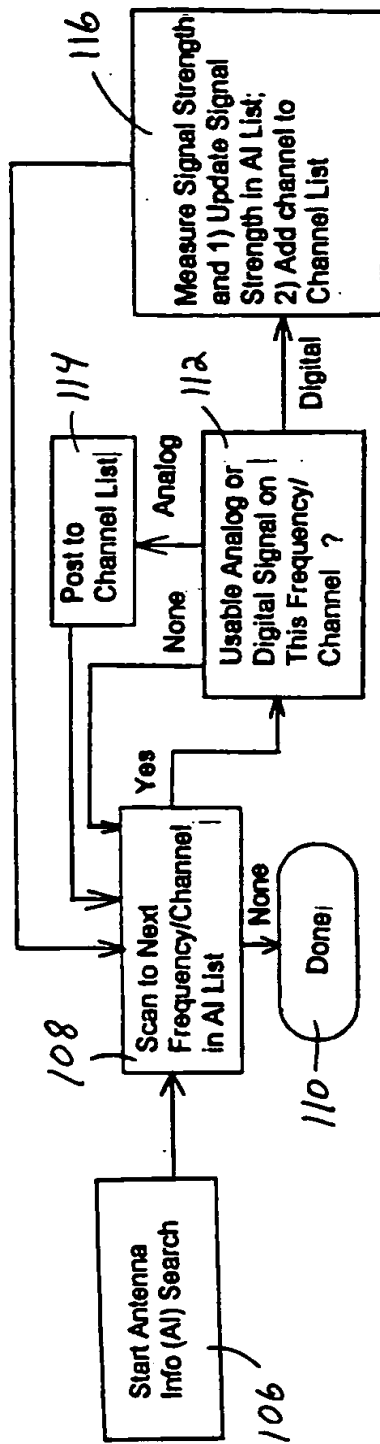 Start Antenna
Info (AI) Search
106
108
Scan to Next
Frequency/Channel
in AI List
Yes
None
Done
110
None
Analog
Digital
112
Usable Analog or
Digital Signal on
This Frequency/
Channel ?
114
Post to
Channel List
116
Measure Signal Strength
and 1) Update Signal
Strength in AI List;
2) Add channel to
Channel List